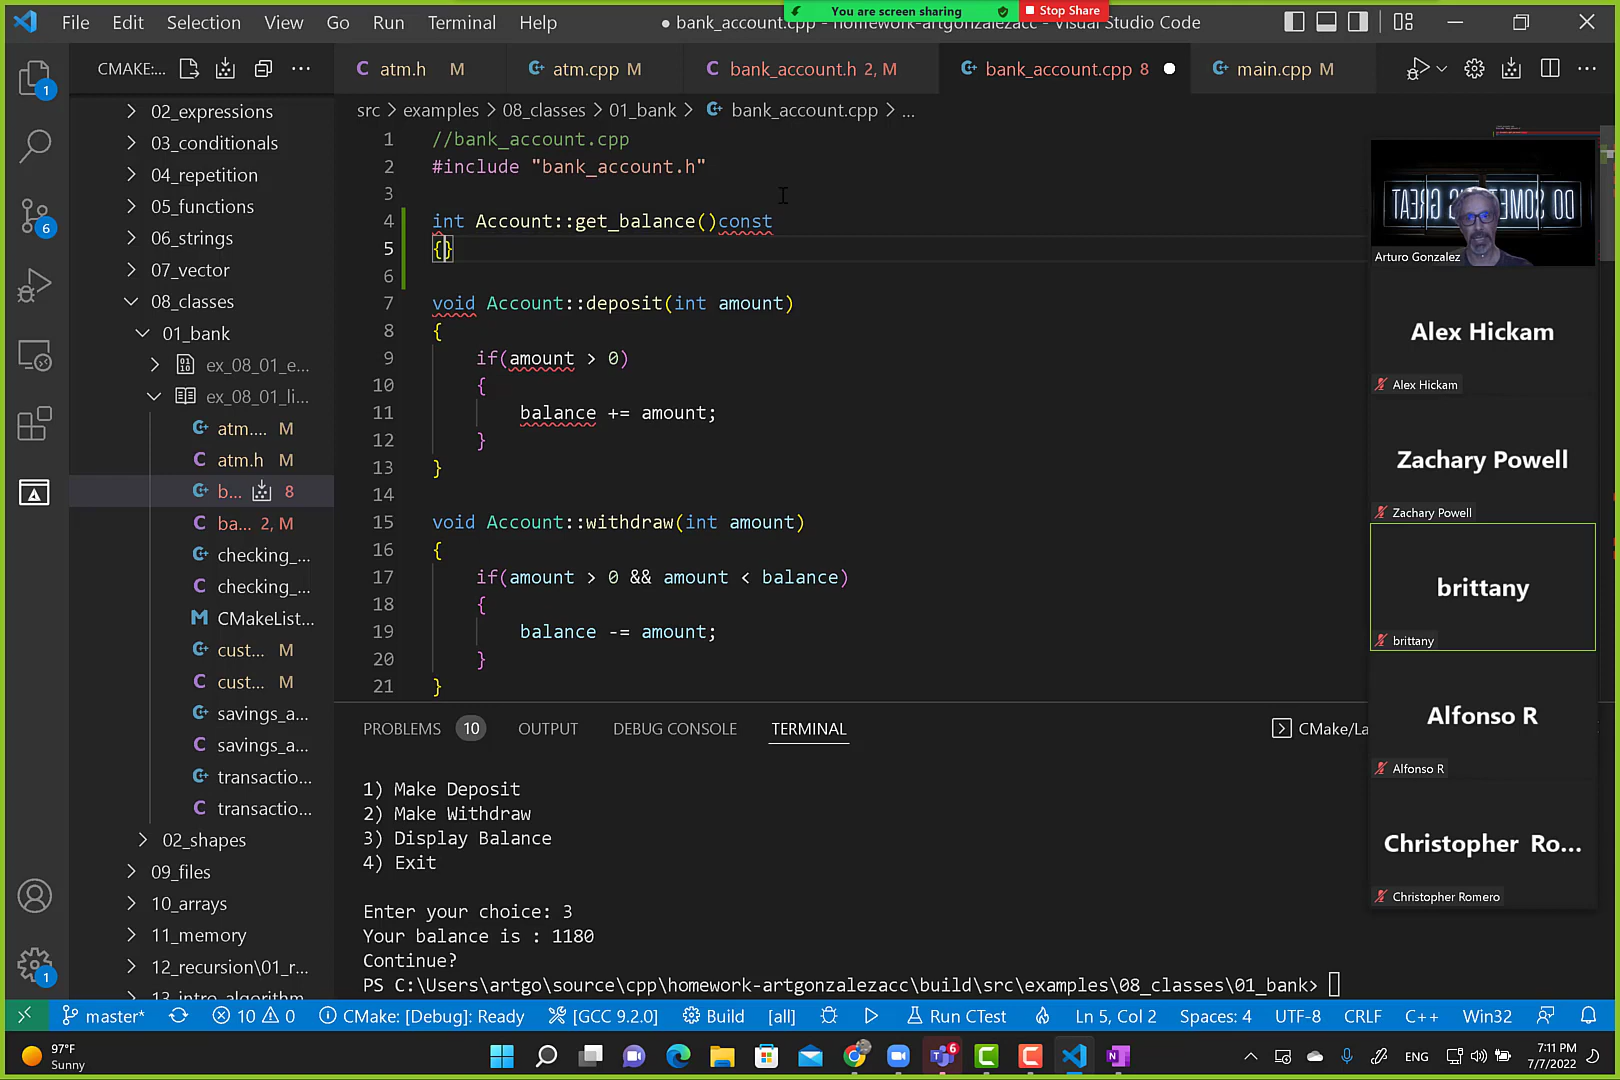 File Edit Selection View Go Run Terminal Help
You are screen sharing
Stop Share
CMAKE:...
atm.h M
atm.cpp M
bank_account.h 2, M
bank_account.cpp 8
main.cpp M
src > examples > 08_classes > 01_bank > bank_account.cpp > ...
02_expressions
03_conditionals
04_repetition
05_functions
06_strings
07_vector
08_classes
01_bank
ex_08_01_e...
ex_08_01_li...
atm.... M
atm.h M
b... 8
ba... 2, M
checking_...
checking_...
CMakeList...
cust... M
cust... M
savings_a...
savings_a...
transactio...
transactio...
02_shapes
09_files
10_arrays
11_memory
12_recursion\01_r...
1 //bank_account.cpp
2 #include "bank_account.h"
3
4 int Account::get_balance()const
5 {}
6
7 void Account::deposit(int amount)
8 {
9 if(amount > 0)
10 {
11 balance += amount;
12 }
13 }
14
15 void Account::withdraw(int amount)
16 {
17 if(amount > 0 && amount < balance)
18 {
19 balance -= amount;
20 }
21 }
PROBLEMS 10 OUTPUT DEBUG CONSOLE TERMINAL
CMake/La
1) Make Deposit
2) Make Withdraw
3) Display Balance
4) Exit
Enter your choice: 3
Your balance is : 1180
Continue?
PS C:\Users\artgo\source\cpp\homework-artgonzalezacc\build\src\examples\08_classes\01_bank>
Arturo Gonzalez
Alex Hickam
Alex Hickam
Zachary Powell
Zachary Powell
brittany
brittany
Alfonso R
Alfonso R
Christopher Ro...
Christopher Romero
1
6
1
master* 10 0 CMake: [Debug]: Ready [GCC 9.2.0] Build [all] Run CTest Ln 5, Col 2 Spaces: 4 UTF-8 CRLF C++ Win32
97°F
Sunny
6
ENG
7:11 PM
7/7/2022